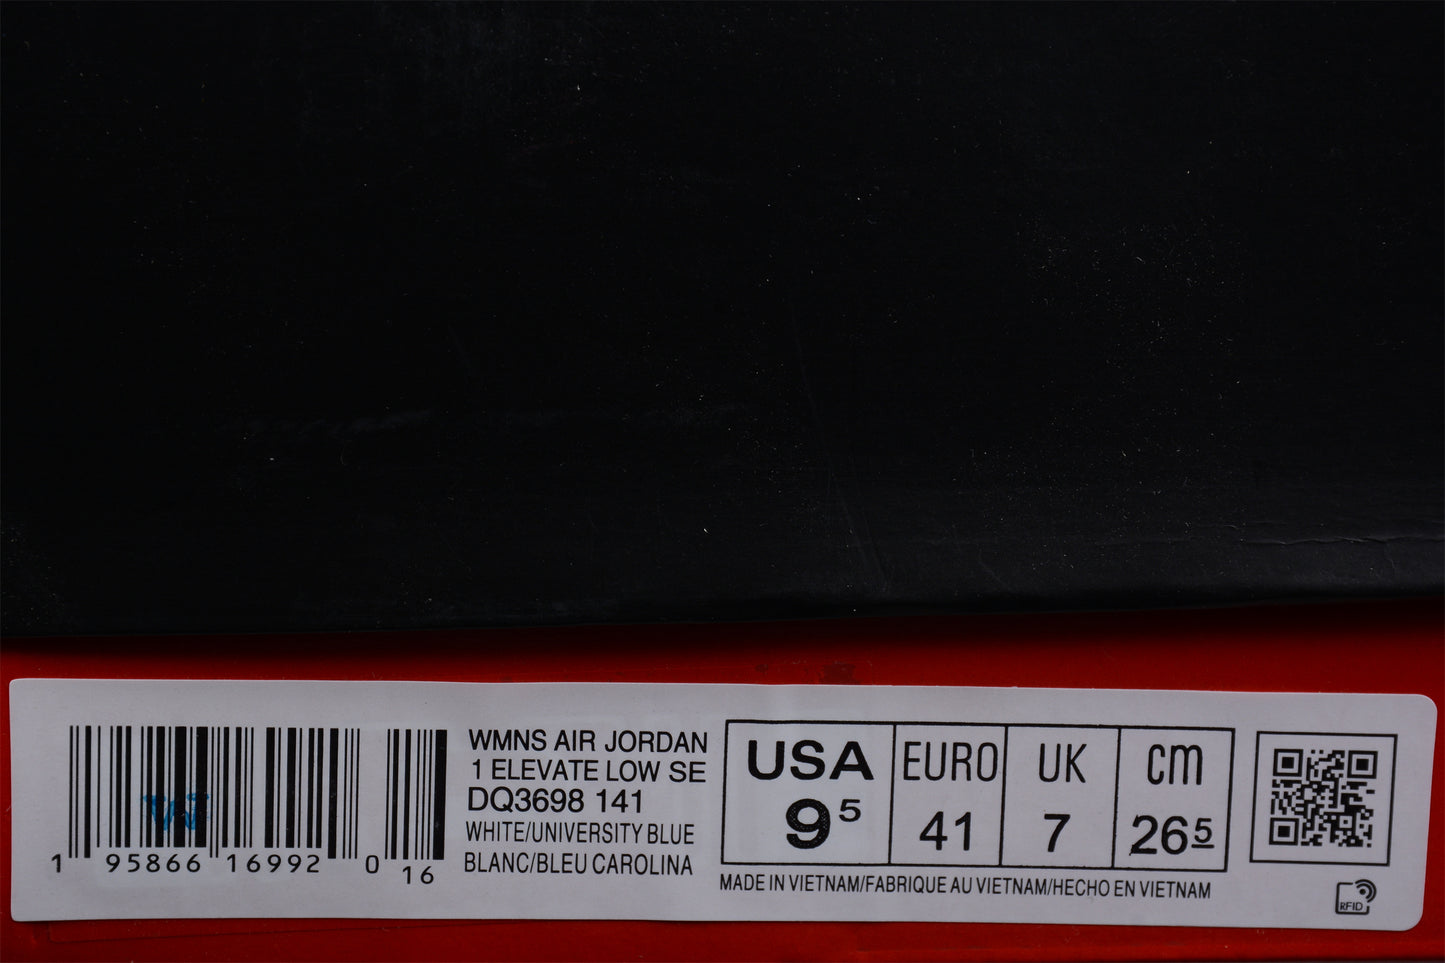 WMNS AIR JORDAN
1 ELEVATE LOW SE
DQ3698 141
WHITE/UNIVERSITY BLUE
BLANC/BLEU CAROLINA
1 95866 16992 0 16
USA EURO UK CM
9 5 41 7 26 5
MADE IN VIETNAM/FABRIQUE AU VIETNAM/HECHO EN VIETNAM
RFID